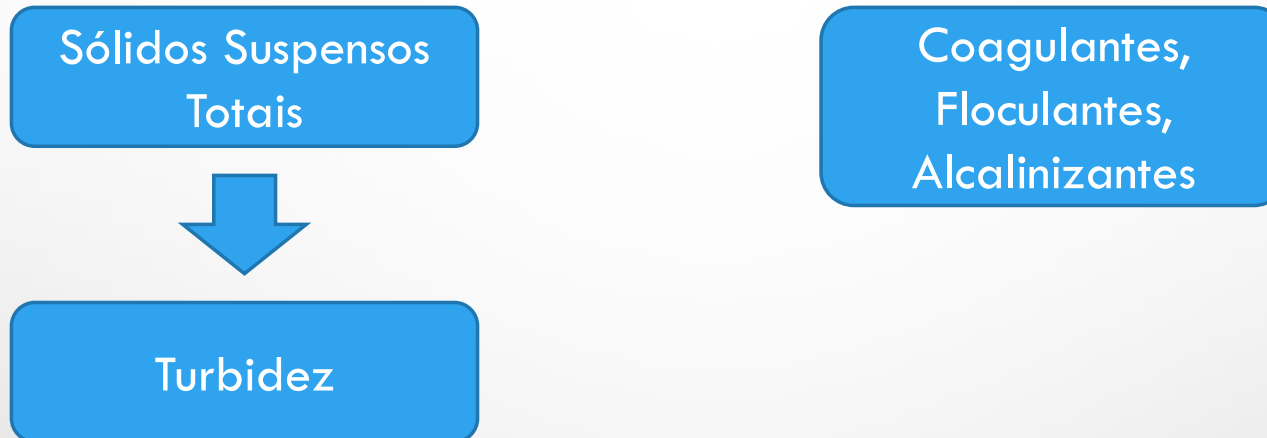 Sólidos Suspensos
Totais
Turbidez
Coagulantes,
Floculantes,
Alcalinizantes